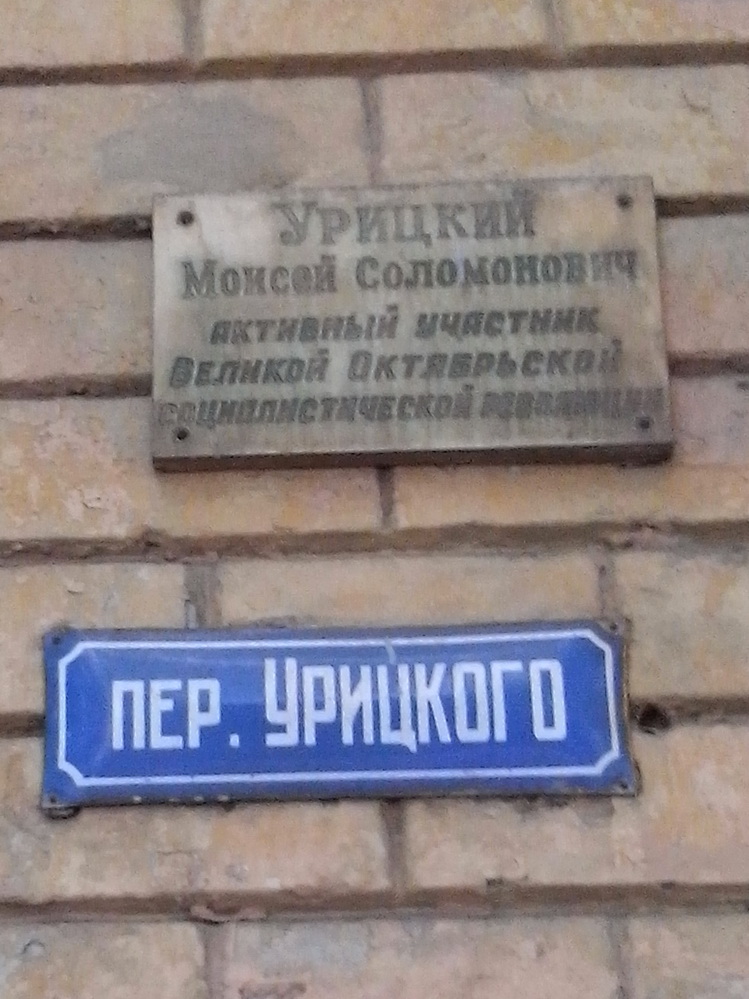 Урицкий
Моисей Соломонович
активный участник
Великой Октябрьской
социалистической революции
пер. Урицкого